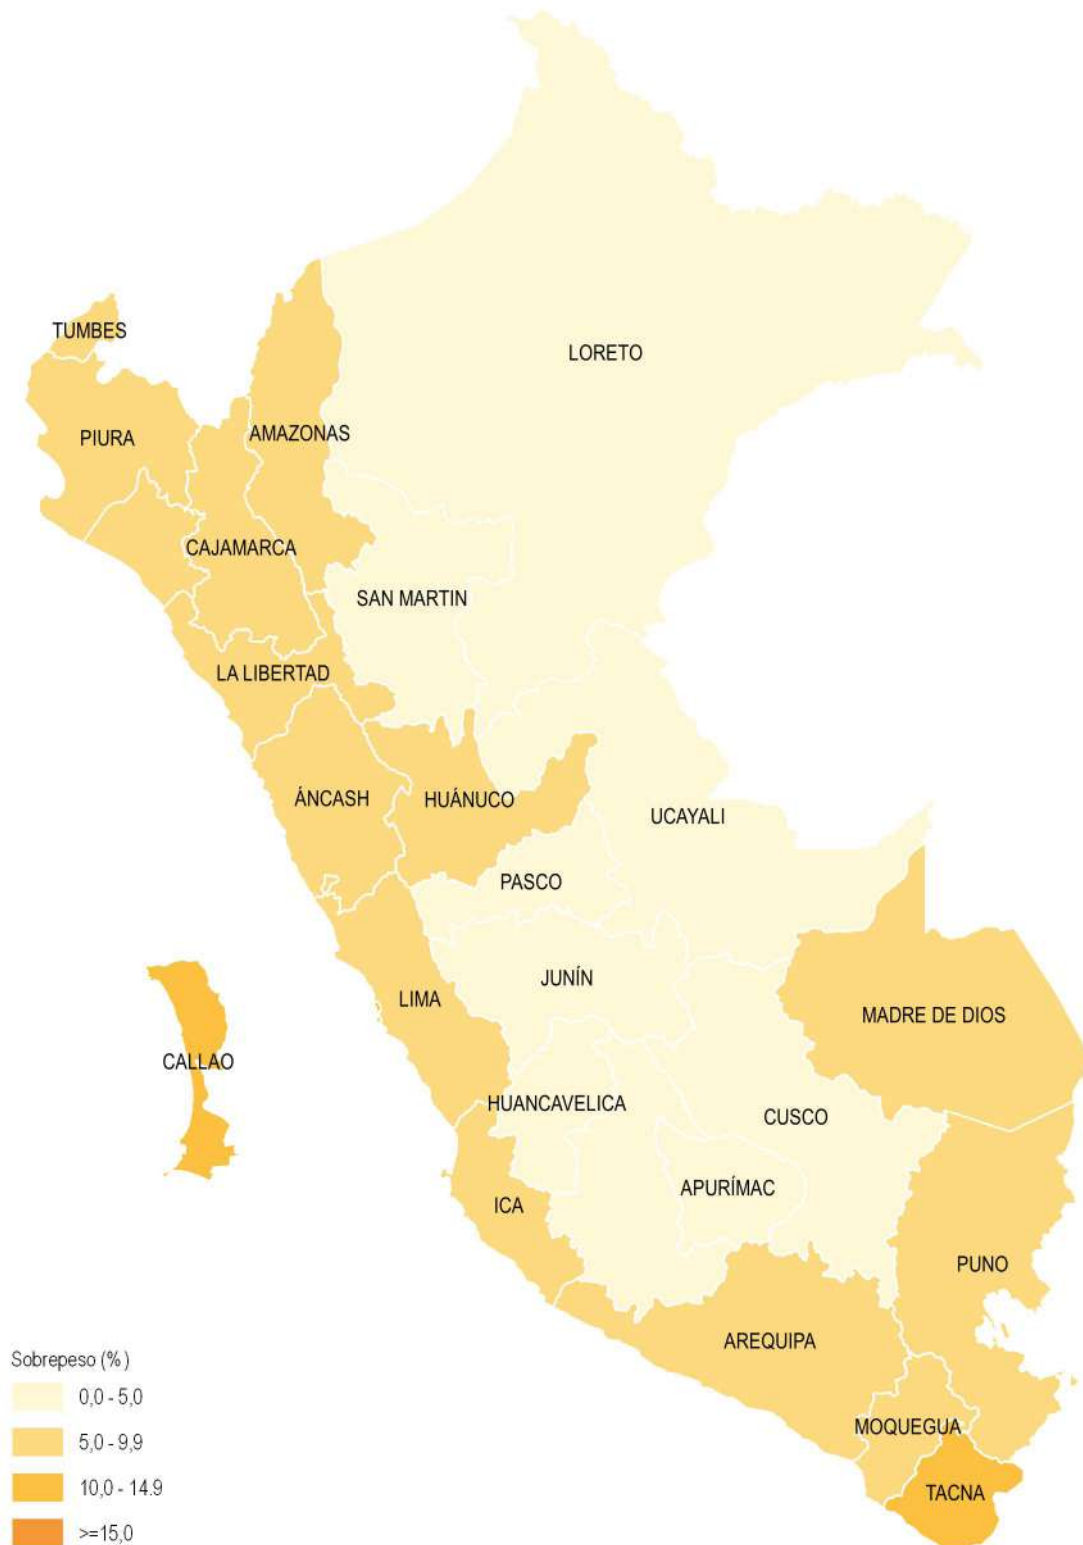 LORETO
TUMBES
AMAZONAS
PIURA
CAJAMARCA
SAN MARTIN
LA LIBERTAD
ÁNCASH
HUÁNUCO
UCAYALI
PASCO
JUNÍN
LIMA
MADRE DE DIOS
CALLAO
HUANCAVELICA
CUSCO
APURÍMAC
ICA
PUNO
AREQUIPA
MOQUEGUA
TACNA
Sobrepeso (%)
0,0 - 5,0
5,0 - 9,9
10,0 - 14.9
>=15,0